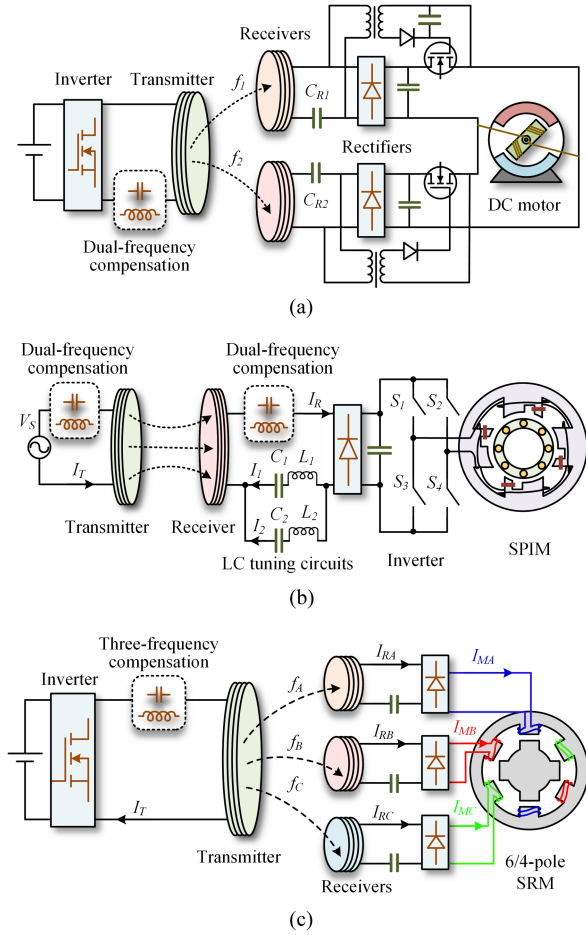 Receivers
Inverter
Transmitter
f1
CR1
f2
Rectifiers
CR2
DC motor
Dual-frequency
compensation
(a)
Dual-frequency
compensation
Dual-frequency
compensation
VS
IR
S1
S2
C1
L1
I1
IT
S3
S4
C2
L2
I2
Transmitter
Receiver
LC tuning circuits
Inverter
SPIM
(b)
Three-frequency
compensation
Inverter
IRA
IMA
fA
IRB
IMB
fB
fC
IRC
IMC
IT
Transmitter
Receivers
6/4-pole
SRM
(c)